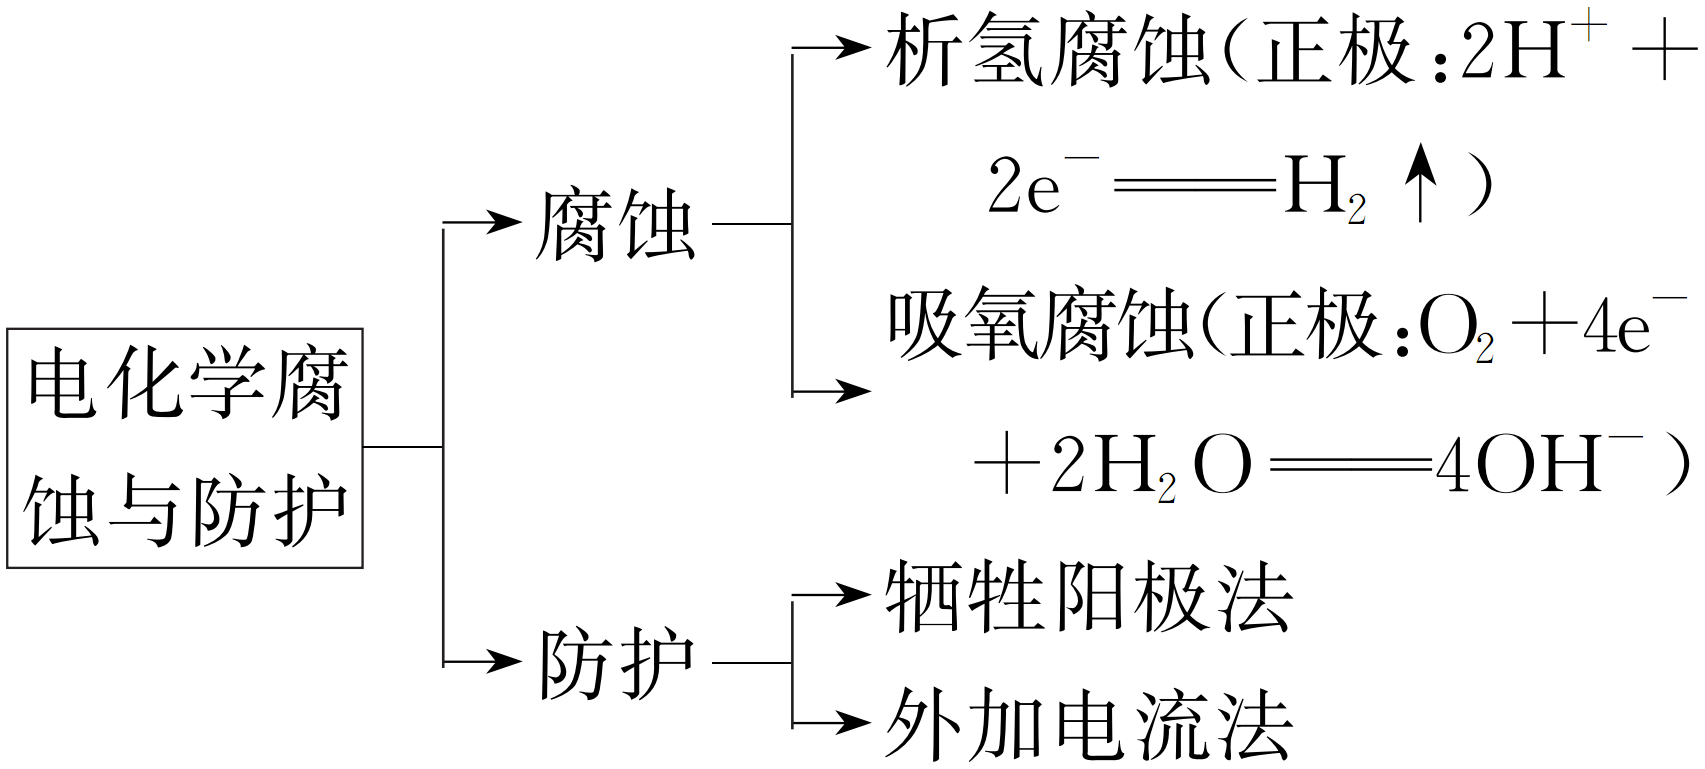 电化学腐
蚀与防护
腐蚀
析氢腐蚀(正极:2H⁺+
2e⁻══H₂↑)
吸氧腐蚀(正极:O₂+4e⁻
+2H₂O══4OH⁻)
防护
牺牲阳极法
外加电流法